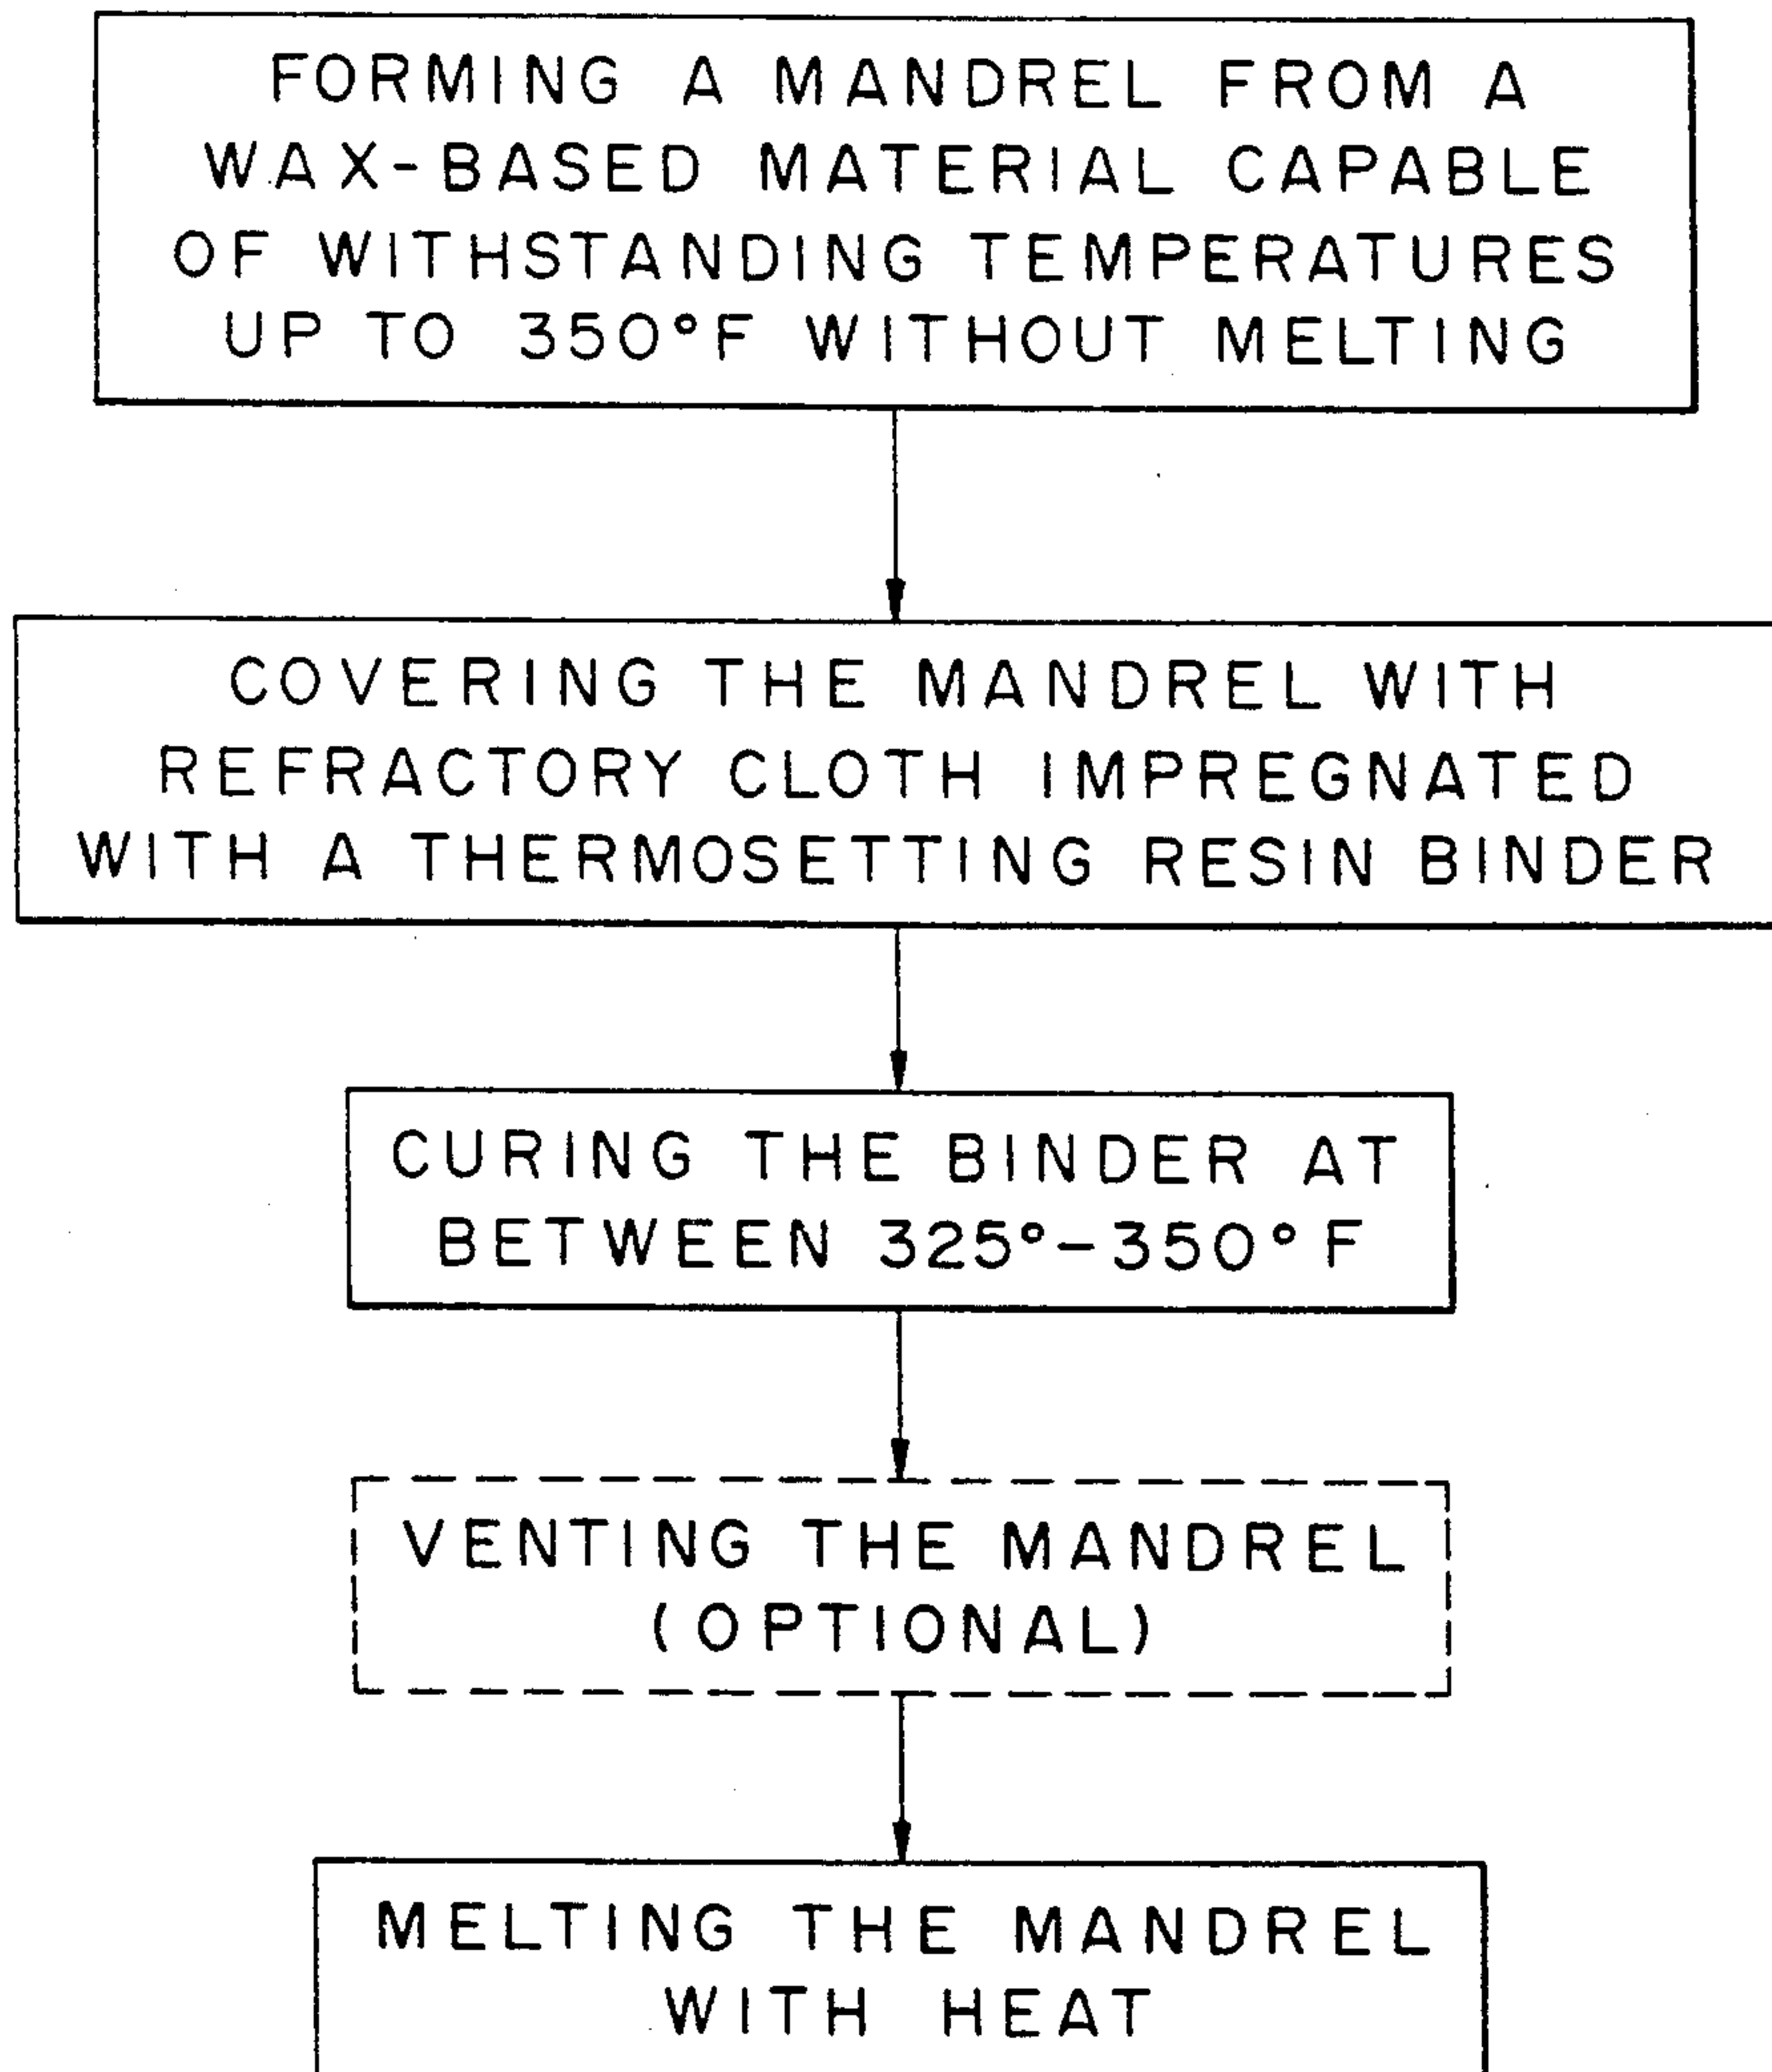 FORMING A MANDREL FROM A
WAX-BASED MATERIAL CAPABLE
OF WITHSTANDING TEMPERATURES
UP TO 350°F WITHOUT MELTING
COVERING THE MANDREL WITH
REFRACTORY CLOTH IMPREGNATED
WITH A THERMOSETTING RESIN BINDER
CURING THE BINDER AT
BETWEEN 325°-350°F
VENTING THE MANDREL
(OPTIONAL)
MELTING THE MANDREL
WITH HEAT